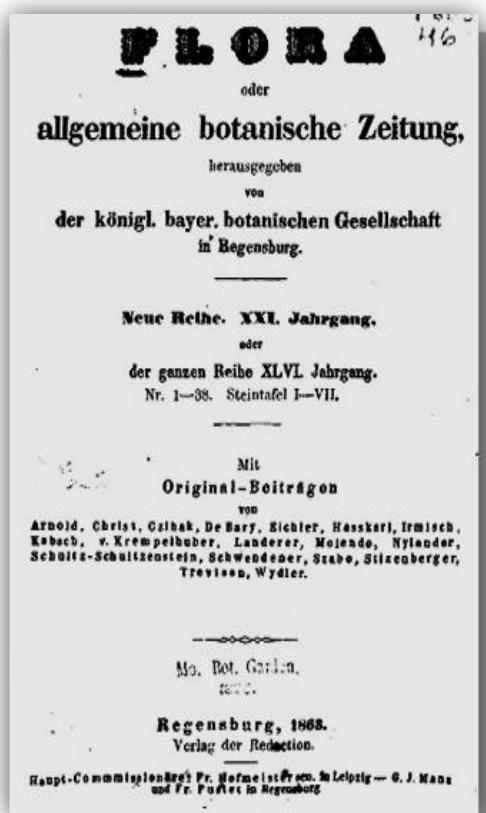 46
FLORA
oder
allgemeine botanische Zeitung,
herausgegeben
von
der königl. bayer. botanischen Gesellschaft
in Regensburg.
Neue Reihe. XXI. Jahrgang.
oder
der ganzen Reihe XLVI. Jahrgang.
Nr. 1—38. Steintafel I—VII.
Mit
Original-Beiträgen
von
Arnold, Christ, Czihak, De Bary, Eichler, Hasskarl, Irmisch,
Kabsch, v. Krempelhuber, Landerer, Molendo, Nylander,
Schultz-Schultzenstein, Schwendener, Szabo, Stizenberger,
Trevisan, Wydler.
Mo. Bot. Garden,
Regensburg, 1863.
Verlag der Redaction.
Haupt-Commmissionäre: Fr. Hofmeister sen. in Leipzig — G. J. Manz
und Fr. Pustet in Regensburg